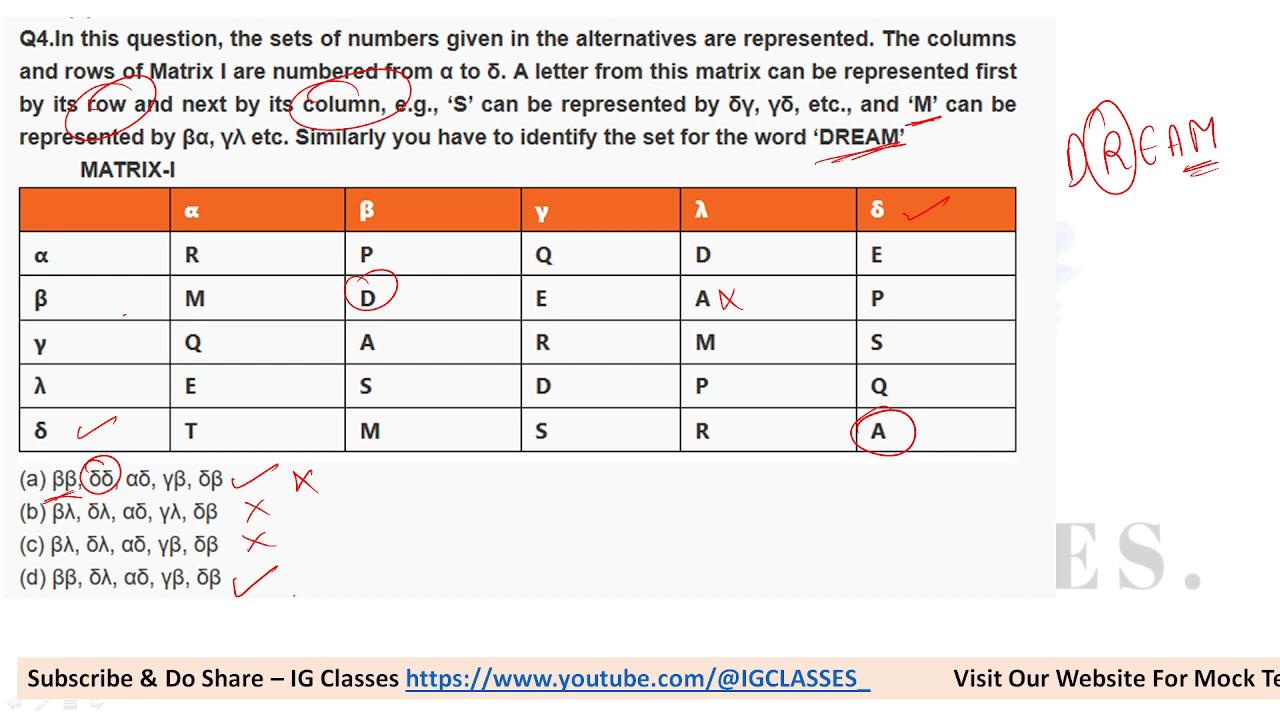 Q4.In this question, the sets of numbers given in the alternatives are represented. The columns
and rows of Matrix I are numbered from α to δ. A letter from this matrix can be represented first
by its row and next by its column, e.g., ‘S’ can be represented by δγ, γδ, etc., and ‘M’ can be
represented by βα, γλ etc. Similarly you have to identify the set for the word ‘DREAM’
DREAM
MATRIX-I
α β γ λ δ
α R P Q D E
β M D E A P
γ Q A R M S
λ E S D P Q
δ T M S R A
(a) ββ, δδ, αδ, γβ, δβ
(b) βλ, δλ, αδ, γλ, δβ
(c) βλ, δλ, αδ, γβ, δβ
(d) ββ, δλ, αδ, γβ, δβ
ES.
Subscribe & Do Share – IG Classes https://www.youtube.com/@IGCLASSES_ Visit Our Website For Mock Te